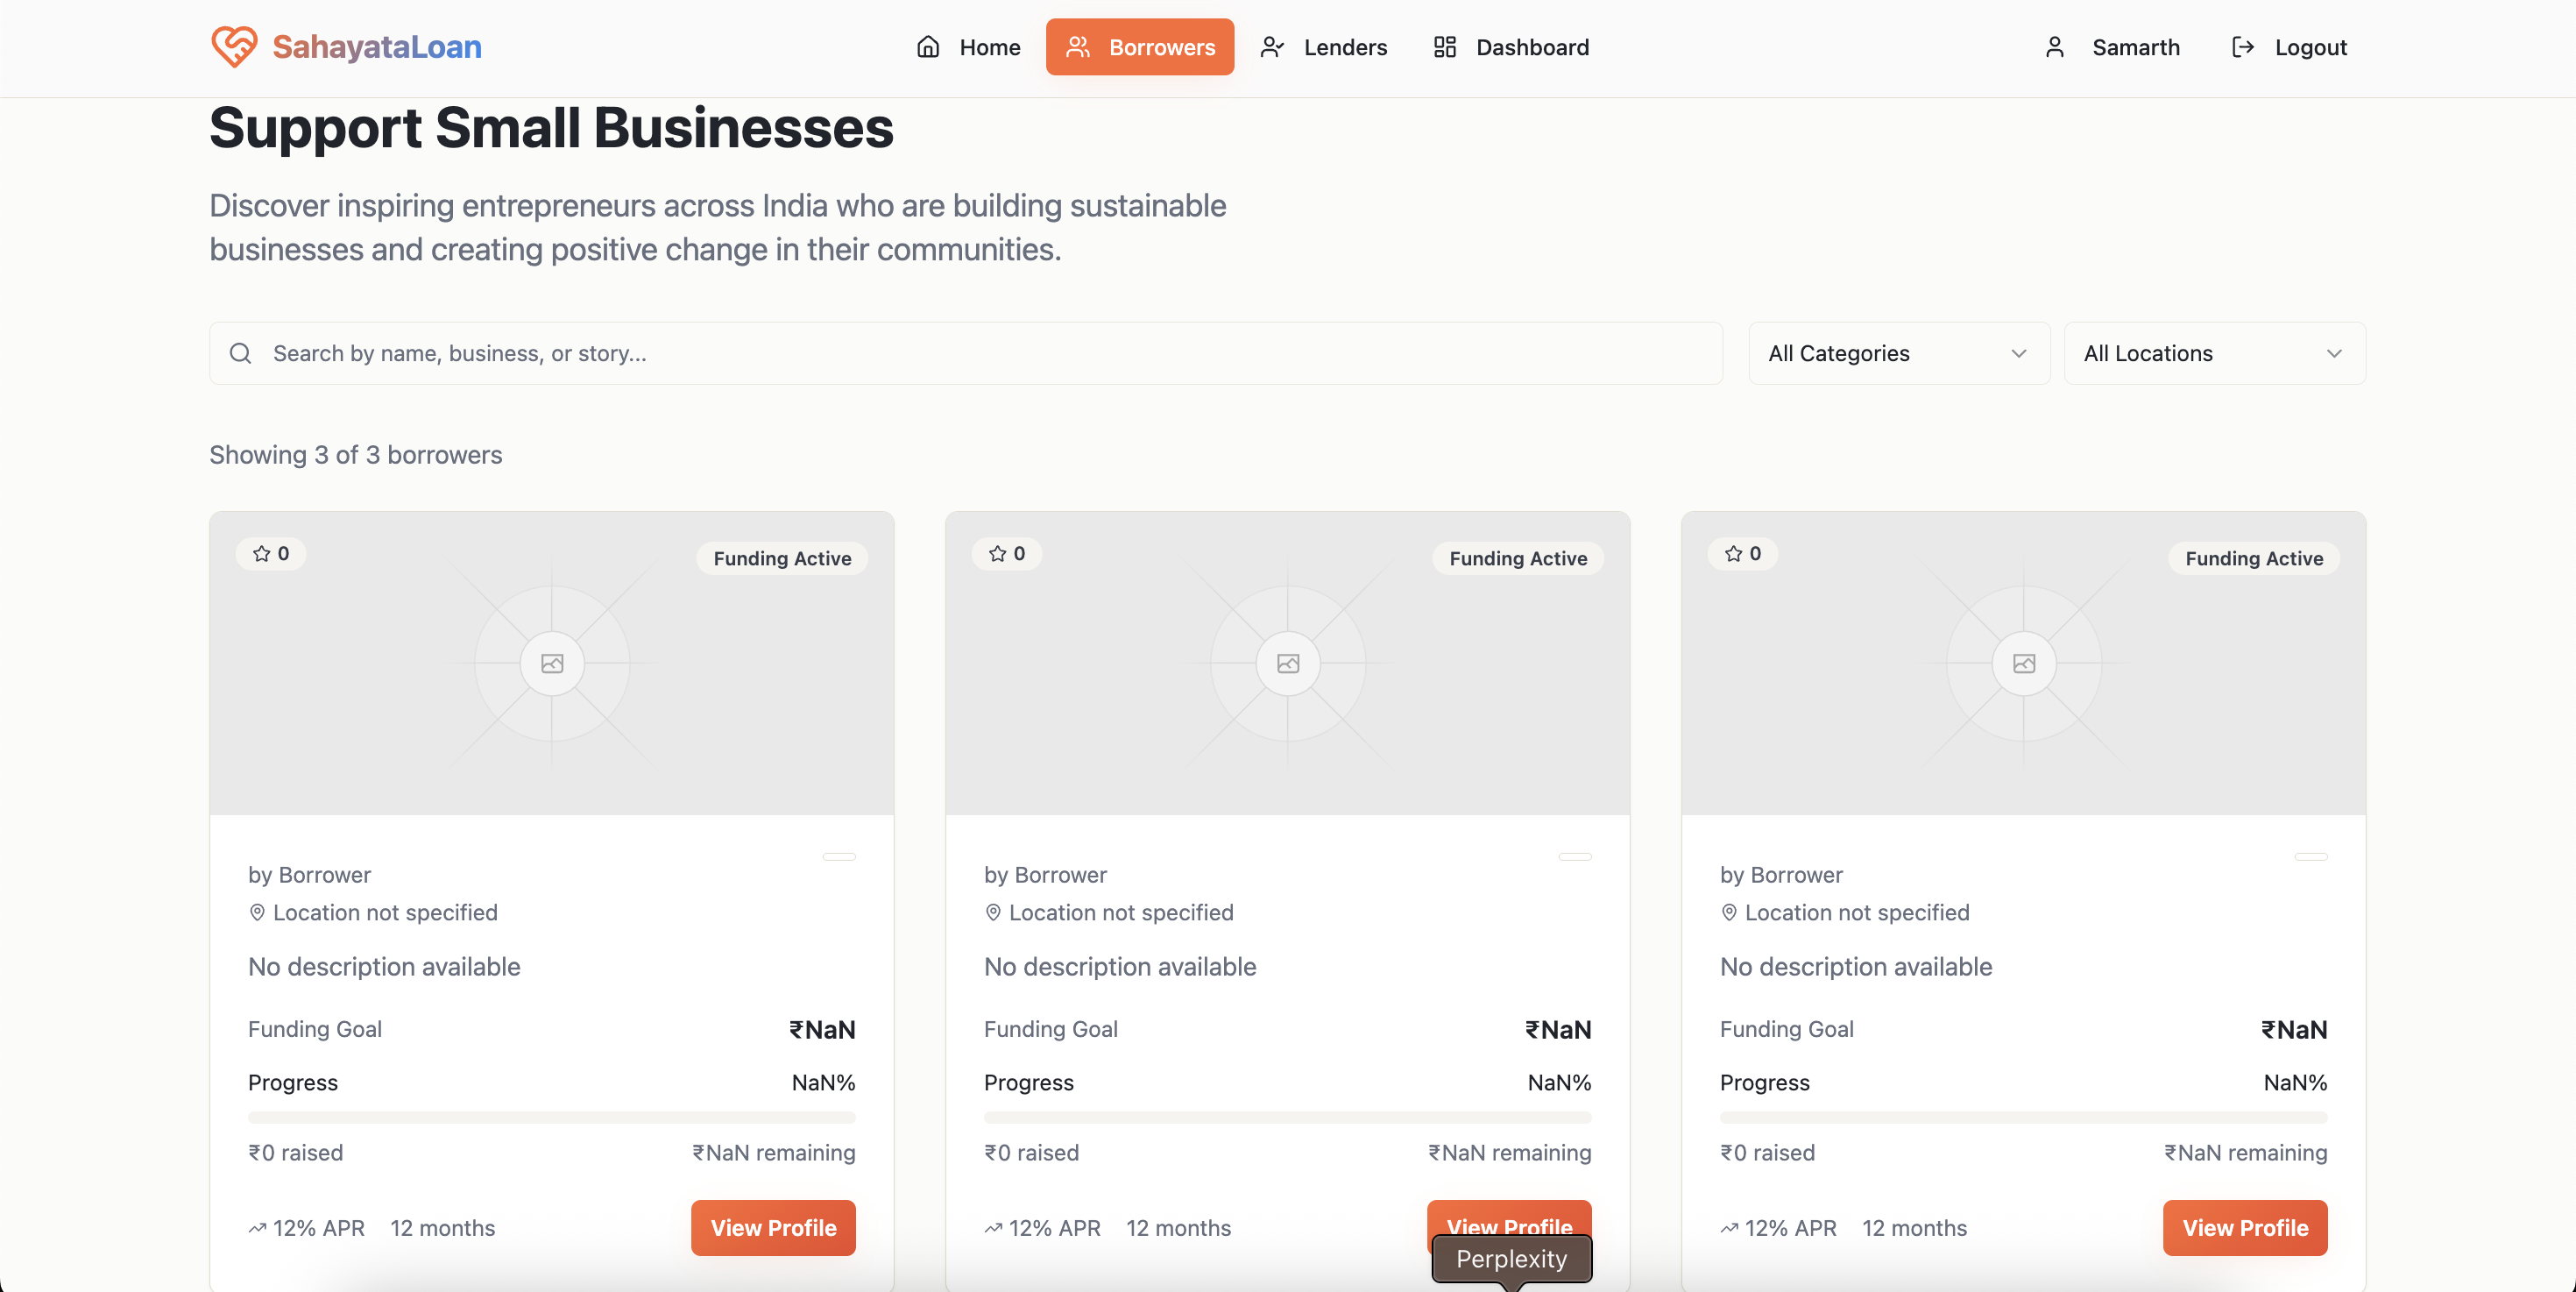 SahayataLoan
Home
Borrowers
Lenders
Dashboard
Samarth
Logout
Support Small Businesses
Discover inspiring entrepreneurs across India who are building sustainable
businesses and creating positive change in their communities.
Search by name, business, or story...
All Categories
All Locations
Showing 3 of 3 borrowers
0
Funding Active
by Borrower
Location not specified
No description available
Funding Goal ₹NaN
Progress NaN%
₹0 raised ₹NaN remaining
12% APR 12 months View Profile
0
Funding Active
by Borrower
Location not specified
No description available
Funding Goal ₹NaN
Progress NaN%
₹0 raised ₹NaN remaining
12% APR 12 months View Profile
Perplexity
0
Funding Active
by Borrower
Location not specified
No description available
Funding Goal ₹NaN
Progress NaN%
₹0 raised ₹NaN remaining
12% APR 12 months View Profile